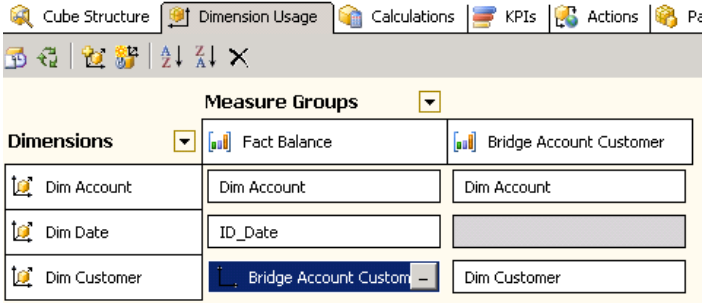 Cube Structure Dimension Usage Calculations KPIs Actions Pa
Measure Groups
Dimensions Fact Balance Bridge Account Customer
Dim Account Dim Account Dim Account
Dim Date ID_Date
Dim Customer Bridge Account Custom Dim Customer